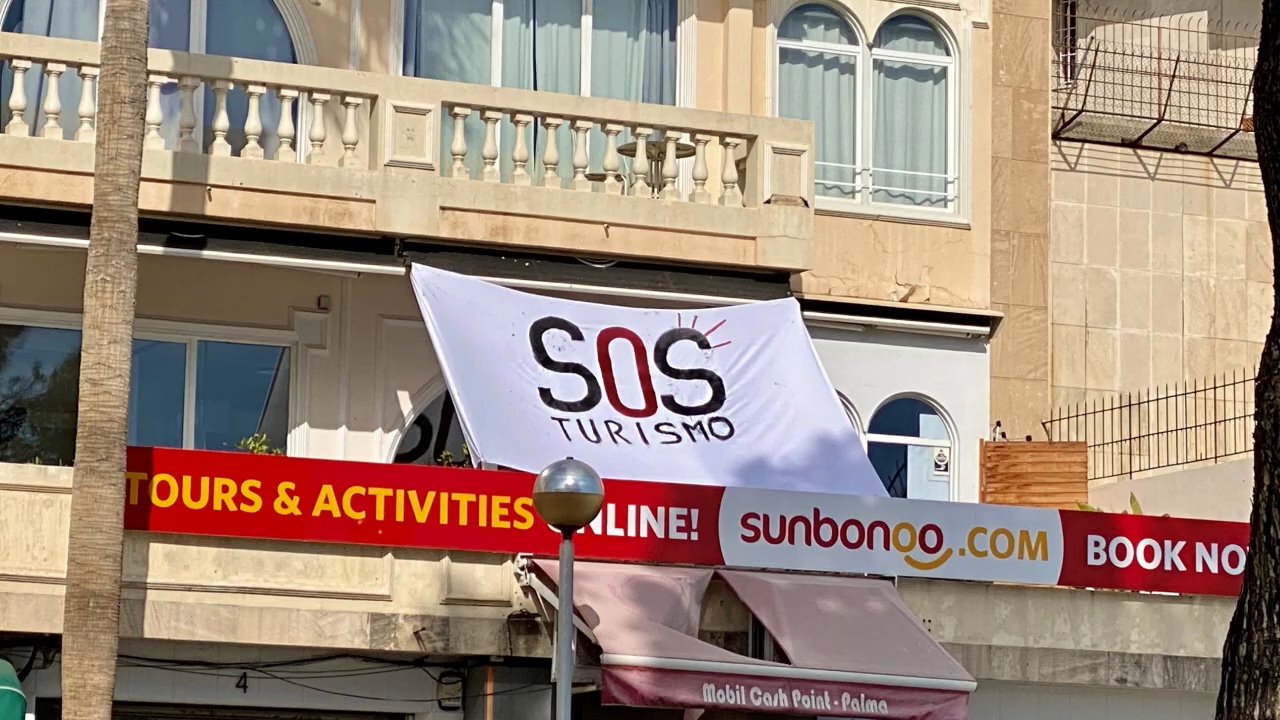 SOS
TURISMO
TOURS & ACTIVITIES NLINE!
sunbonoo.COM
BOOK NO
Mobil Cash Point - Palma
4